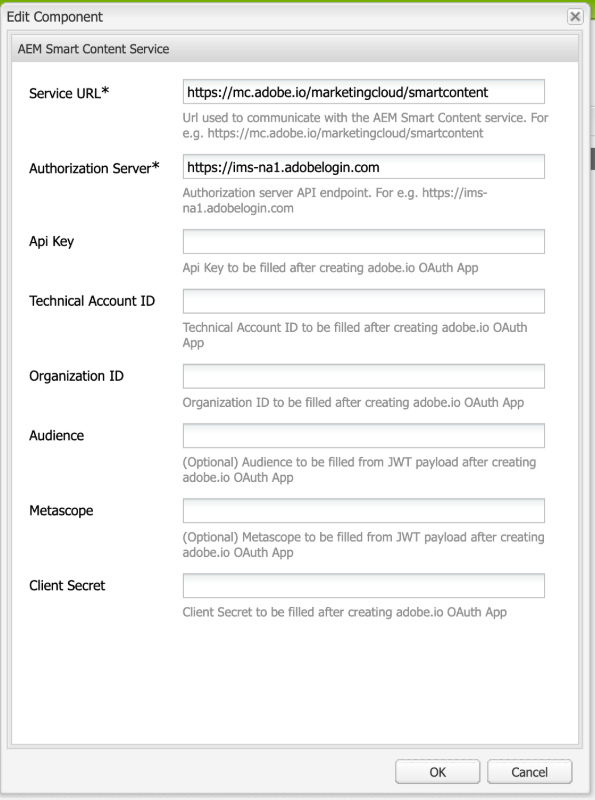 Edit Component
AEM Smart Content Service
Service URL*
https://mc.adobe.io/marketingcloud/smartcontent
Url used to communicate with the AEM Smart Content service. For
e.g. https://mc.adobe.io/marketingcloud/smartcontent
Authorization Server*
https://ims-na1.adobelogin.com
Authorization server API endpoint. For e.g. https://ims-
na1.adobelogin.com
Api Key
Api Key to be filled after creating adobe.io OAuth App
Technical Account ID
Technical Account ID to be filled after creating adobe.io OAuth
App
Organization ID
Organization ID to be filled after creating adobe.io OAuth App
Audience
(Optional) Audience to be filled from JWT payload after creating
adobe.io OAuth App
Metascope
(Optional) Metascope to be filled from JWT payload after creating
adobe.io OAuth App
Client Secret
Client Secret to be filled after creating adobe.io OAuth App
OK
Cancel